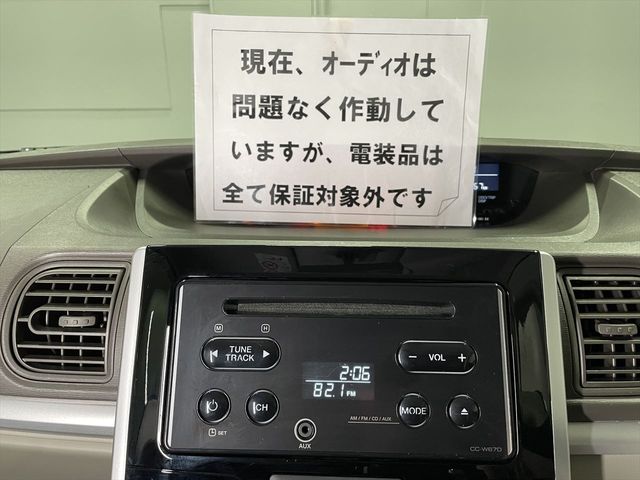 現在、オーディオは
問題なく作動して
いますが、電装品は
全て保証対象外です
M H
TUNE
TRACK
2:06
82.1 FM
− VOL +
CH
MODE
SET
AM / FM / CD / AUX
AUX
CC-W67D